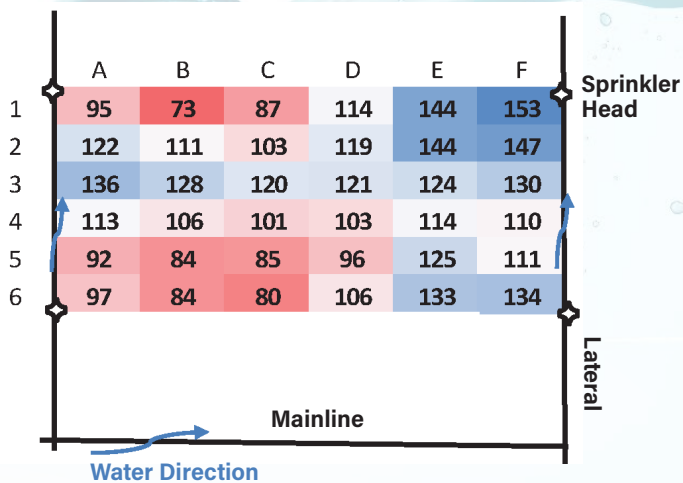 A B C D E F
1 95 73 87 114 144 153
Sprinkler
Head
2 122 111 103 119 144 147
3 136 128 120 121 124 130
4 113 106 101 103 114 110
5 92 84 85 96 125 111
6 97 84 80 106 133 134
Lateral
Mainline
Water Direction